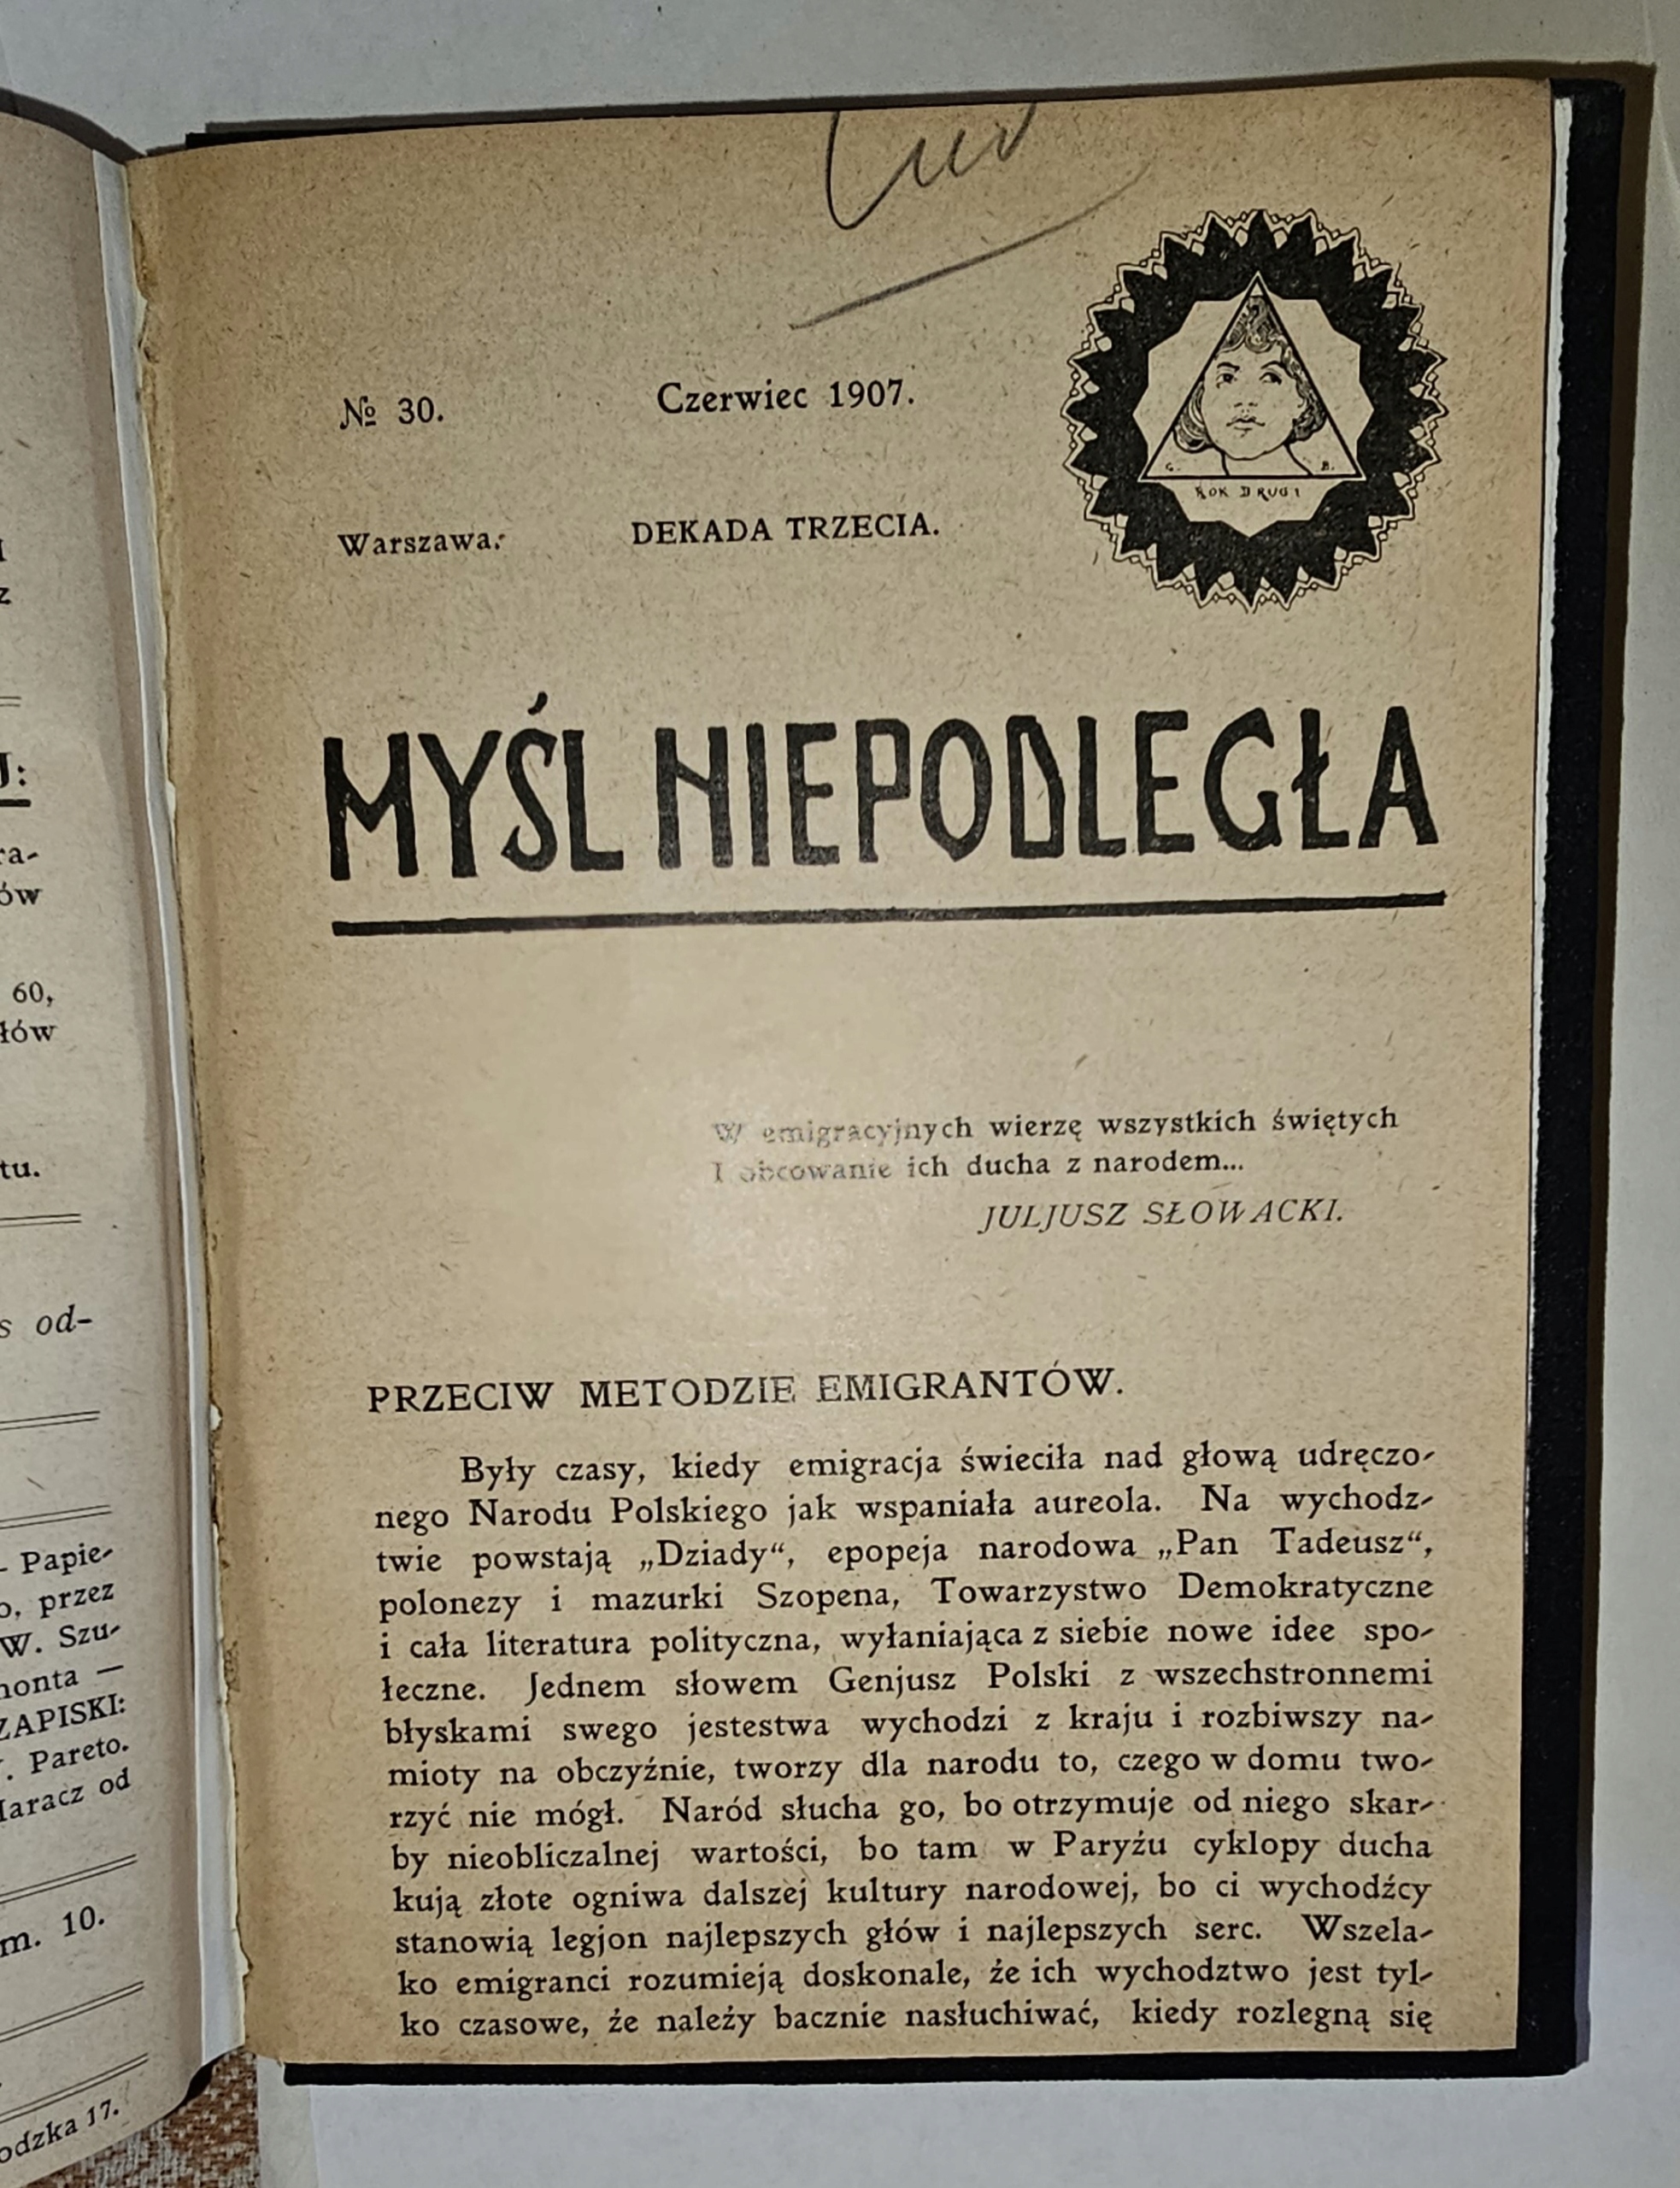 № 30.
Czerwiec 1907.
Warszawa.
DEKADA TRZECIA.
G. B.
ROK DRUGI
MYŚL NIEPODLEGŁA
W emigracyjnych wierzę wszystkich świętych
I obcowanie ich ducha z narodem...
JULJUSZ SŁOWACKI.
PRZECIW METODZIE EMIGRANTÓW.
Były czasy, kiedy emigracja świeciła nad głową udręczo-
nego Narodu Polskiego jak wspaniała aureola. Na wychodz-
twie powstają „Dziady“, epopeja narodowa „Pan Tadeusz“,
polonezy i mazurki Szopena, Towarzystwo Demokratyczne
i cała literatura polityczna, wyłaniająca z siebie nowe idee spo-
łeczne. Jednem słowem Genjusz Polski z wszechstronnemi
błyskami swego jestestwa wychodzi z kraju i rozbiwszy na-
mioty na obczyźnie, tworzy dla narodu to, czego w domu two-
rzyć nie mógł. Naród słucha go, bo otrzymuje od niego skar-
by nieobliczalnej wartości, bo tam w Paryżu cyklopy ducha
kują złote ogniwa dalszej kultury narodowej, bo ci wychodźcy
stanowią legjon najlepszych głów i najlepszych serc. Wszela-
ko emigranci rozumieją doskonale, że ich wychodztwo jest tyl-
ko czasowe, że należy bacznie nasłuchiwać, kiedy rozlegną się
60,
tu.
s od-
Papie-
przez
W. Szu-
ZAPISKI:
Pareto.
od
m. 10.
17.